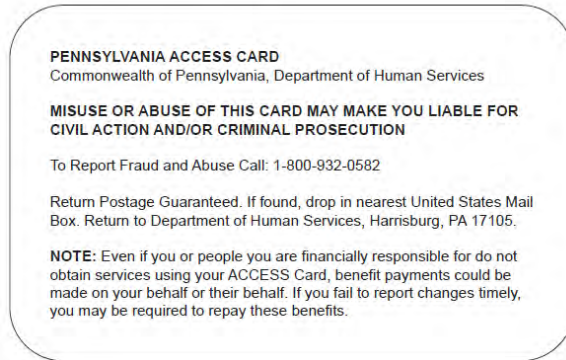 PENNSYLVANIA ACCESS CARD
Commonwealth of Pennsylvania, Department of Human Services
MISUSE OR ABUSE OF THIS CARD MAY MAKE YOU LIABLE FOR
CIVIL ACTION AND/OR CRIMINAL PROSECUTION
To Report Fraud and Abuse Call: 1-800-932-0582
Return Postage Guaranteed. If found, drop in nearest United States Mail
Box. Return to Department of Human Services, Harrisburg, PA 17105.
NOTE: Even if you or people you are financially responsible for do not
obtain services using your ACCESS Card, benefit payments could be
made on your behalf or their behalf. If you fail to report changes timely,
you may be required to repay these benefits.